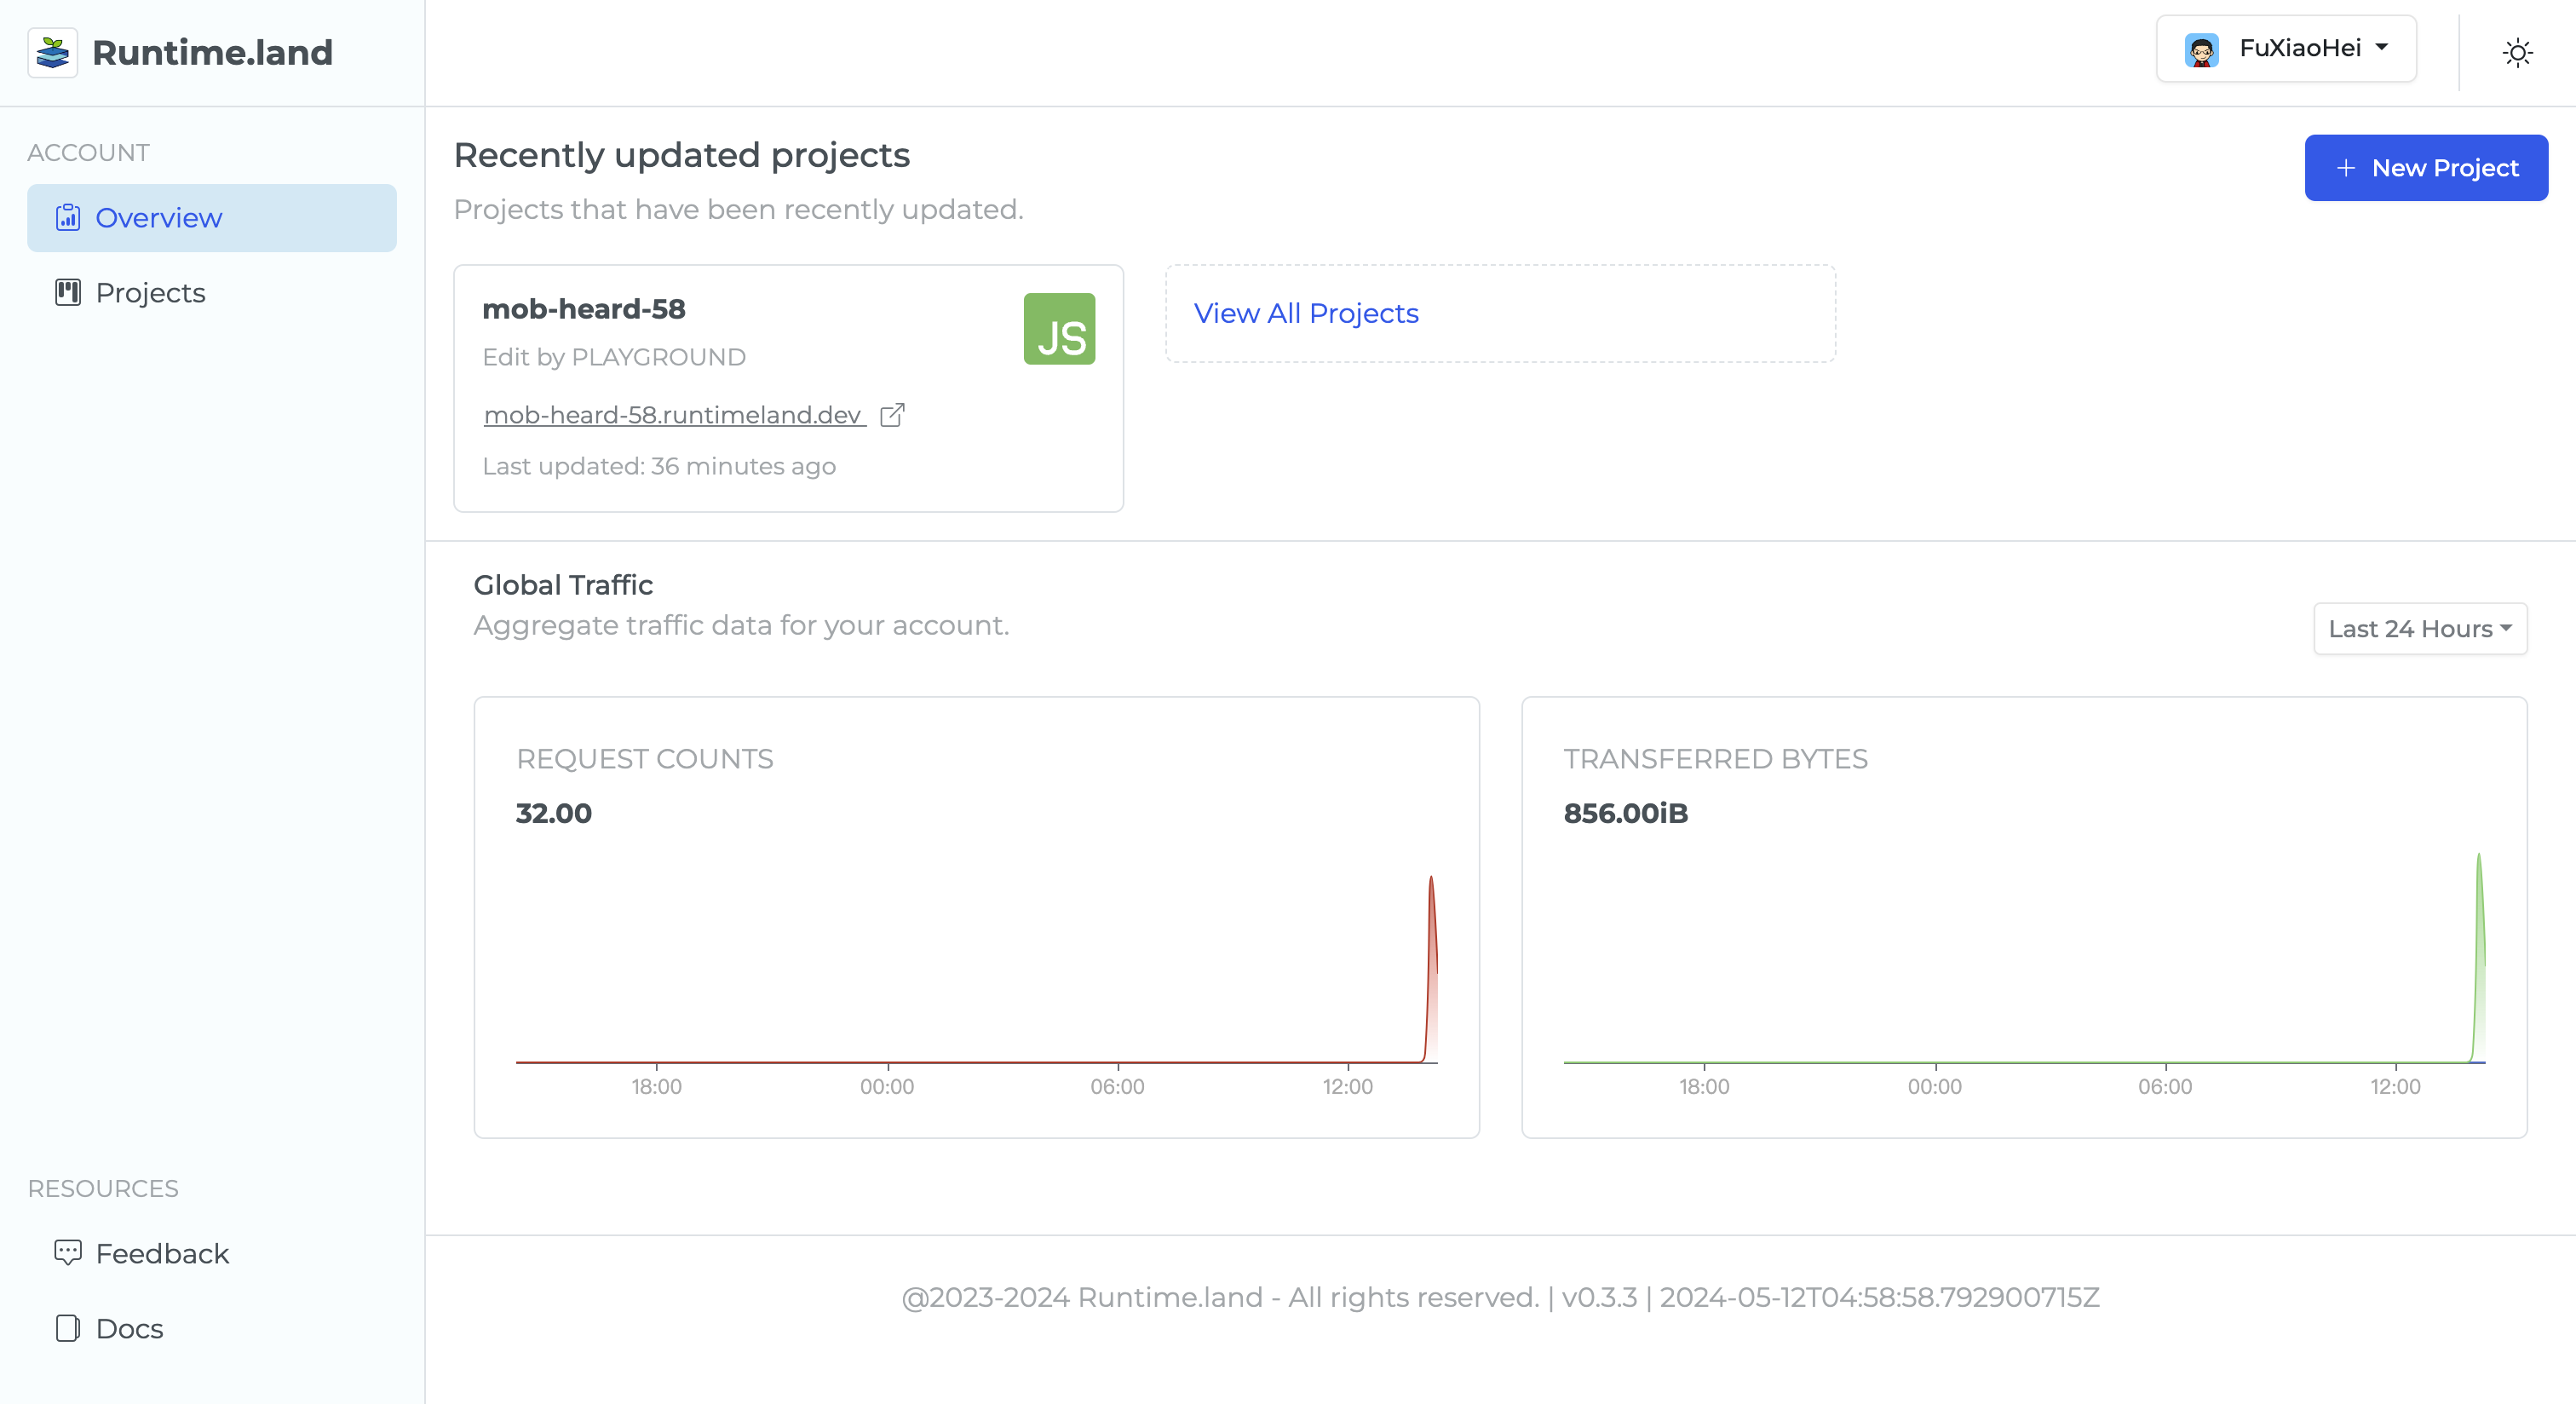 Runtime.land
FuXiaoHei
ACCOUNT
Overview
Projects
Recently updated projects
Projects that have been recently updated.
New Project
mob-heard-58
Edit by PLAYGROUND
JS
mob-heard-58.runtimeland.dev
Last updated: 36 minutes ago
View All Projects
Global Traffic
Aggregate traffic data for your account.
Last 24 Hours
REQUEST COUNTS
32.00
18:00 00:00 06:00 12:00
TRANSFERRED BYTES
856.00iB
18:00 00:00 06:00 12:00
RESOURCES
Feedback
Docs
@2023-2024 Runtime.land - All rights reserved. | v0.3.3 | 2024-05-12T04:58:58.792900715Z